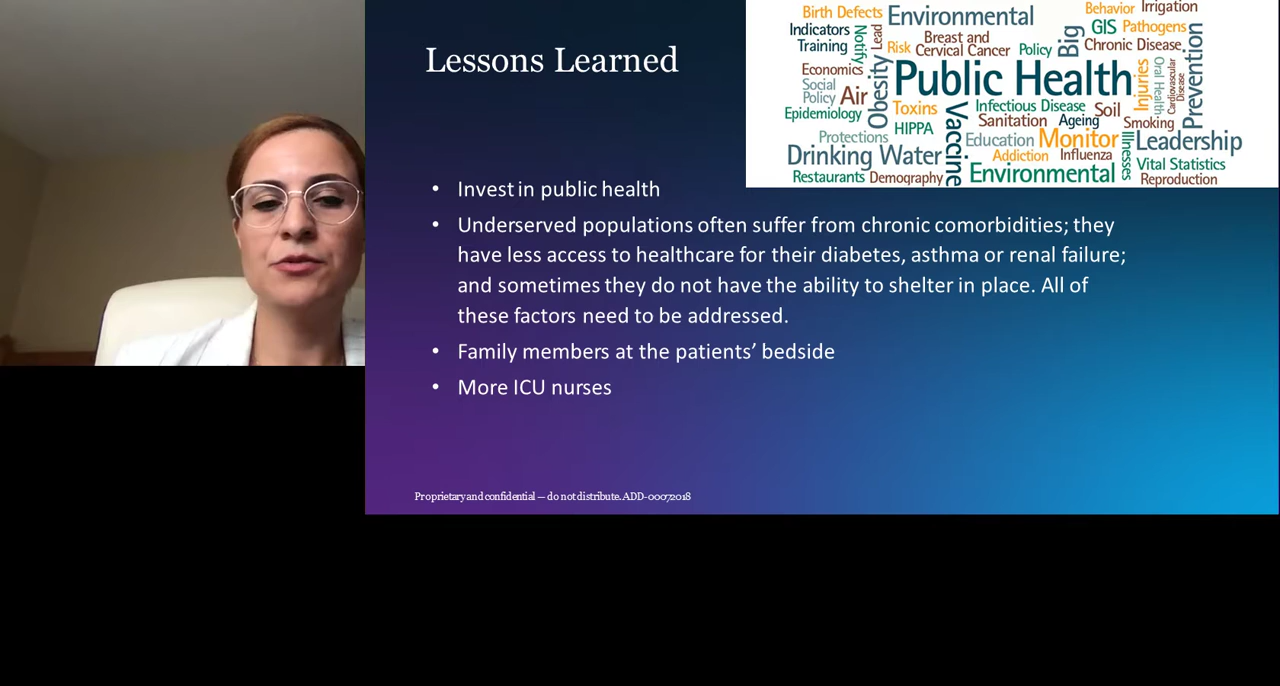 Lessons Learned
Birth Defects
Environmental
Behavior
Irrigation
Indicators
Training
Notify
Lead
Risk
Breast and
Cervical Cancer
Policy
Big
GIS
Pathogens
Chronic Disease
Economics
Social
Policy
Air
Obesity
Public Health
Injuries
Oral Health
Cardiovascular
Disease
Prevention
Epidemiology
Toxins
HIPPA
Vaccine
Infectious Disease
Soil
Sanitation
Ageing
Smoking
Protections
Education
Monitor
Illnesses
Leadership
Drinking Water
Addiction
Influenza
Vital Statistics
Restaurants
Demography
Environmental
Reproduction
• Invest in public health
• Underserved populations often suffer from chronic comorbidities; they
have less access to healthcare for their diabetes, asthma or renal failure;
and sometimes they do not have the ability to shelter in place. All of
these factors need to be addressed.
• Family members at the patients’ bedside
• More ICU nurses
Proprietary and confidential — do not distribute. ADD-00072018